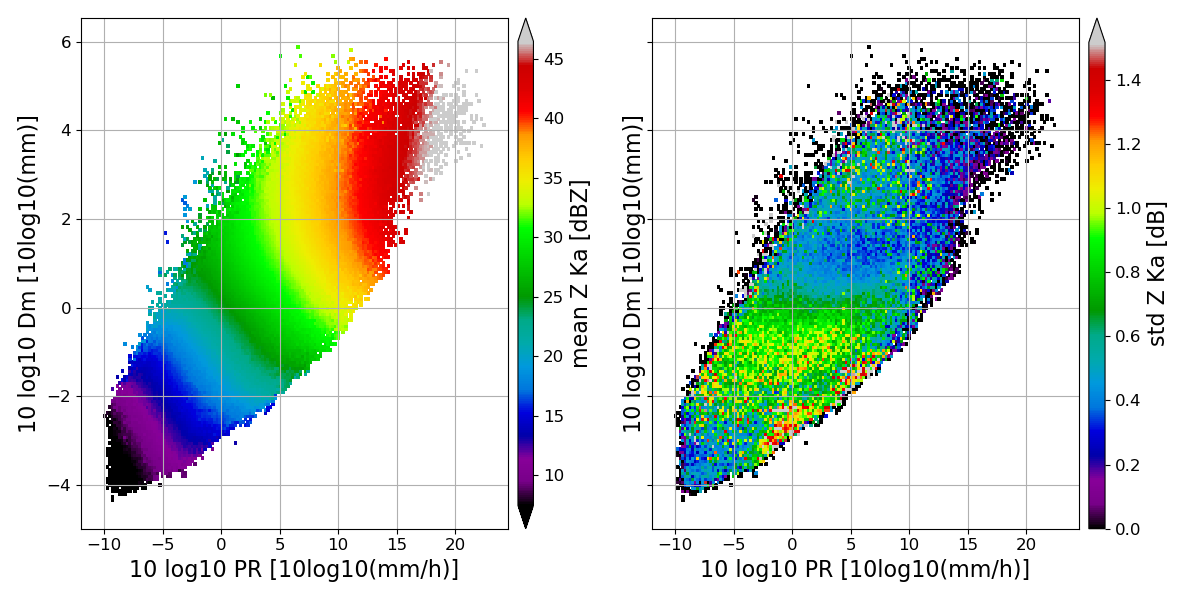 6
4
2
0
−2
−4
10 log10 Dm [10log10(mm)]
−10 −5 0 5 10 15 20
10 log10 PR [10log10(mm/h)]
45
40
35
30
25
20
15
10
mean Z Ka [dBZ]
10 log10 Dm [10log10(mm)]
−10 −5 0 5 10 15 20
10 log10 PR [10log10(mm/h)]
1.4
1.2
1.0
0.8
0.6
0.4
0.2
0.0
std Z Ka [dB]